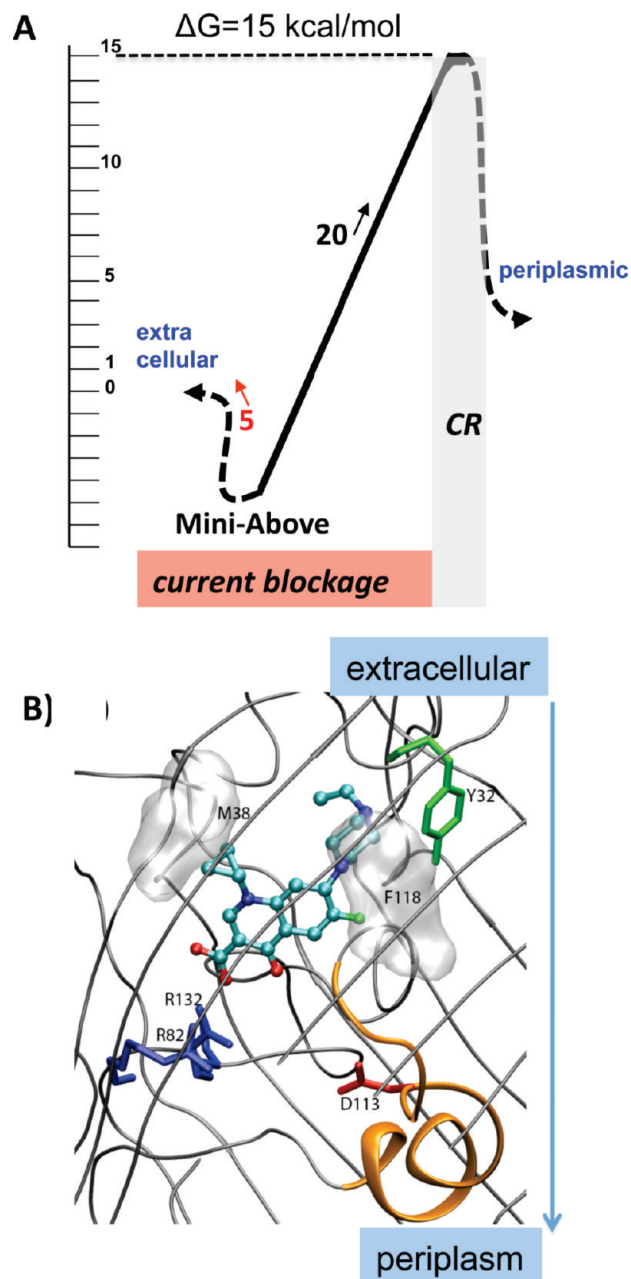 A
ΔG=15 kcal/mol
15
10
5
1
0
20
periplasmic
extra
cellular
5
CR
Mini-Above
current blockage
extracellular
B)
Y32
M38
F118
R132
R82
D113
periplasm